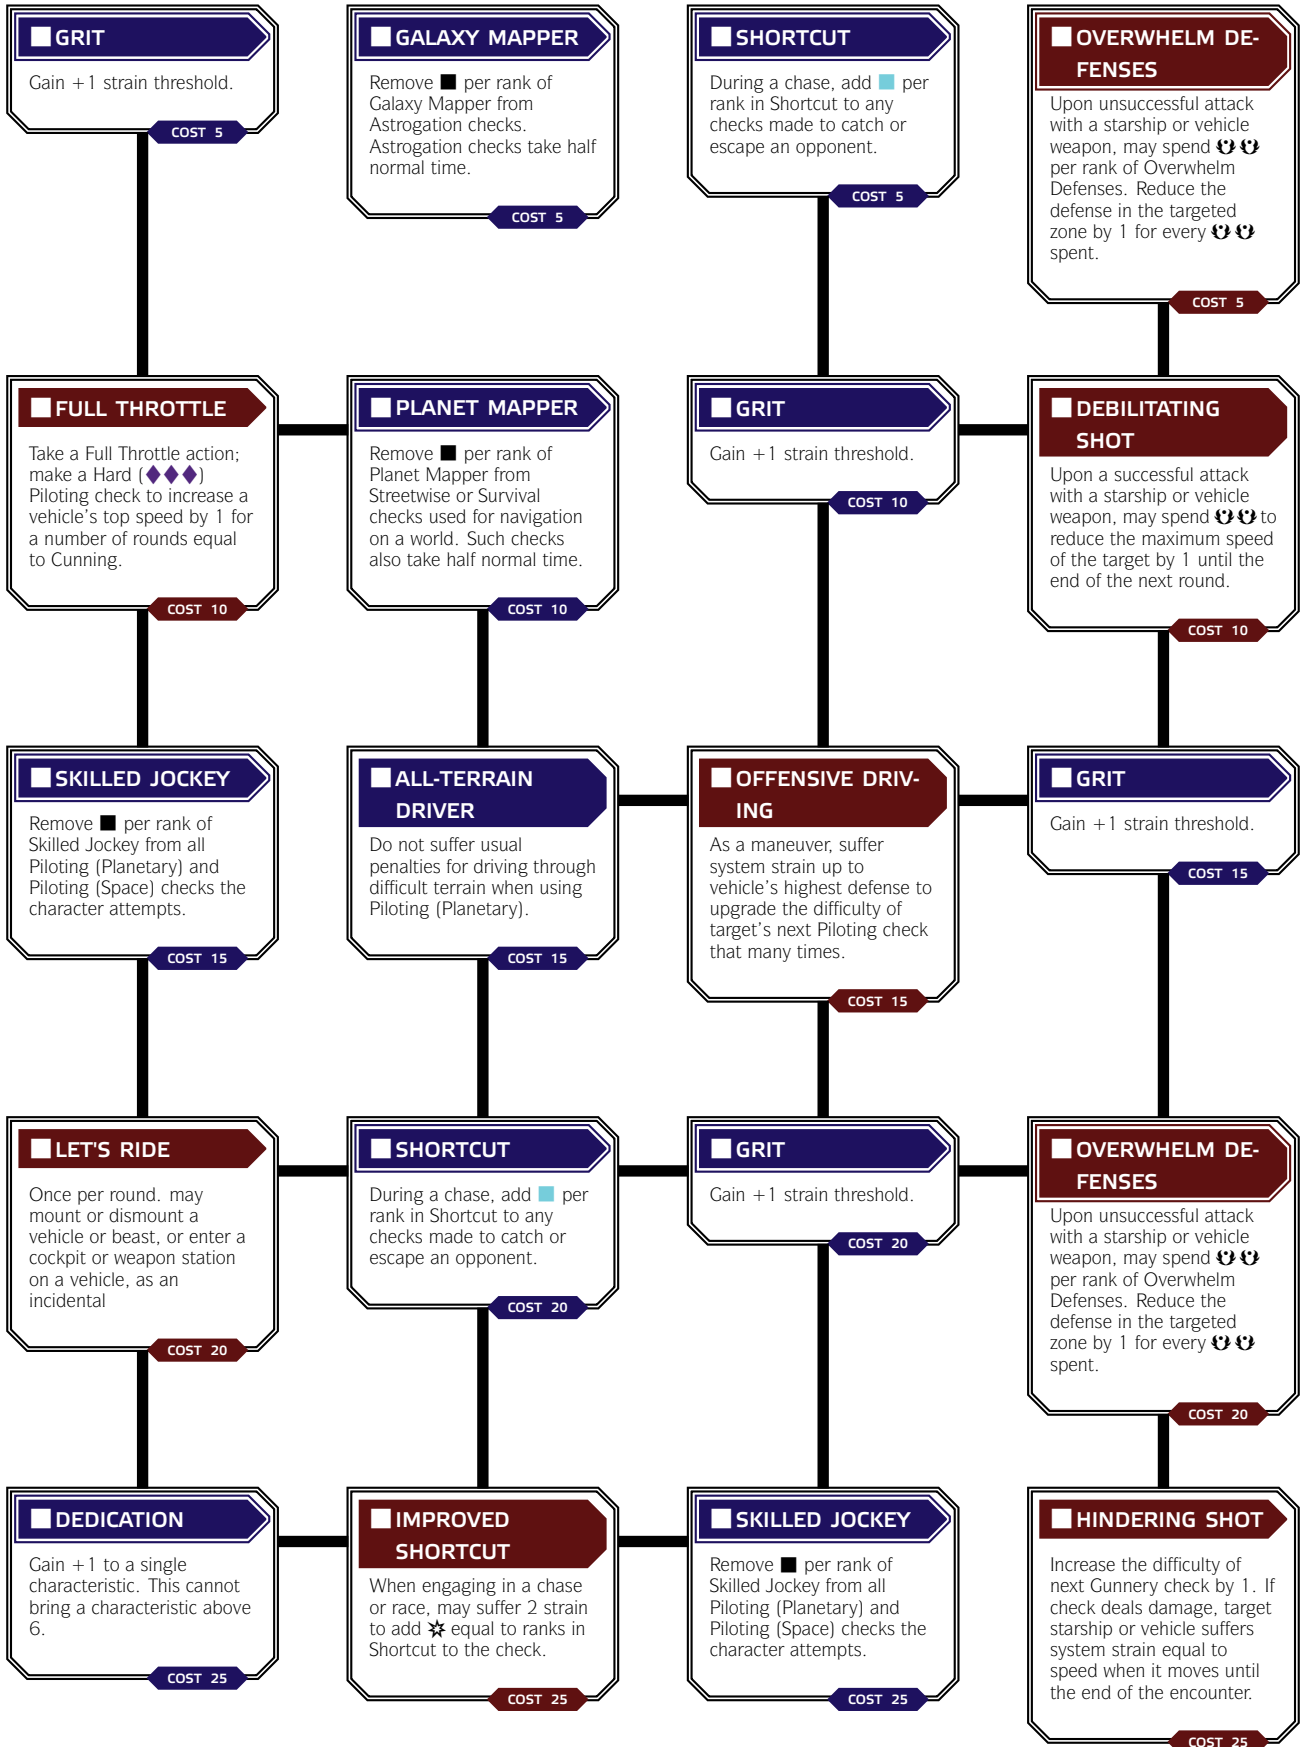 GRIT
Gain +1 strain threshold.
COST 5
GALAXY MAPPER
Remove ■ per rank of
Galaxy Mapper from
Astrogation checks.
Astrogation checks take half
normal time.
COST 5
SHORTCUT
During a chase, add ■ per
rank in Shortcut to any
checks made to catch or
escape an opponent.
COST 5
OVERWHELM DE-
FENSES
Upon unsuccessful attack
with a starship or vehicle
weapon, may spend
per rank of Overwhelm
Defenses. Reduce the
defense in the targeted
zone by 1 for every
spent.
COST 5
FULL THROTTLE
Take a Full Throttle action;
make a Hard (◆◆◆)
Piloting check to increase a
vehicle's top speed by 1 for
a number of rounds equal
to Cunning.
COST 10
PLANET MAPPER
Remove ■ per rank of
Planet Mapper from
Streetwise or Survival
checks used for navigation
on a world. Such checks
also take half normal time.
COST 10
GRIT
Gain +1 strain threshold.
COST 10
DEBILITATING
SHOT
Upon a successful attack
with a starship or vehicle
weapon, may spend to
reduce the maximum speed
of the target by 1 until the
end of the next round.
COST 10
SKILLED JOCKEY
Remove ■ per rank of
Skilled Jockey from all
Piloting (Planetary) and
Piloting (Space) checks the
character attempts.
COST 15
ALL-TERRAIN
DRIVER
Do not suffer usual
penalties for driving through
difficult terrain when using
Piloting (Planetary).
COST 15
OFFENSIVE DRIV-
ING
As a maneuver, suffer
system strain up to
vehicle's highest defense to
upgrade the difficulty of
target's next Piloting check
that many times.
COST 15
GRIT
Gain +1 strain threshold.
COST 15
LET'S RIDE
Once per round. may
mount or dismount a
vehicle or beast, or enter a
cockpit or weapon station
on a vehicle, as an
incidental
COST 20
SHORTCUT
During a chase, add ■ per
rank in Shortcut to any
checks made to catch or
escape an opponent.
COST 20
GRIT
Gain +1 strain threshold.
COST 20
OVERWHELM DE-
FENSES
Upon unsuccessful attack
with a starship or vehicle
weapon, may spend
per rank of Overwhelm
Defenses. Reduce the
defense in the targeted
zone by 1 for every
spent.
COST 20
DEDICATION
Gain +1 to a single
characteristic. This cannot
bring a characteristic above
6.
COST 25
IMPROVED
SHORTCUT
When engaging in a chase
or race, may suffer 2 strain
to add equal to ranks in
Shortcut to the check.
COST 25
SKILLED JOCKEY
Remove ■ per rank of
Skilled Jockey from all
Piloting (Planetary) and
Piloting (Space) checks the
character attempts.
COST 25
HINDERING SHOT
Increase the difficulty of
next Gunnery check by 1. If
check deals damage, target
starship or vehicle suffers
system strain equal to
speed when it moves until
the end of the encounter.
COST 25